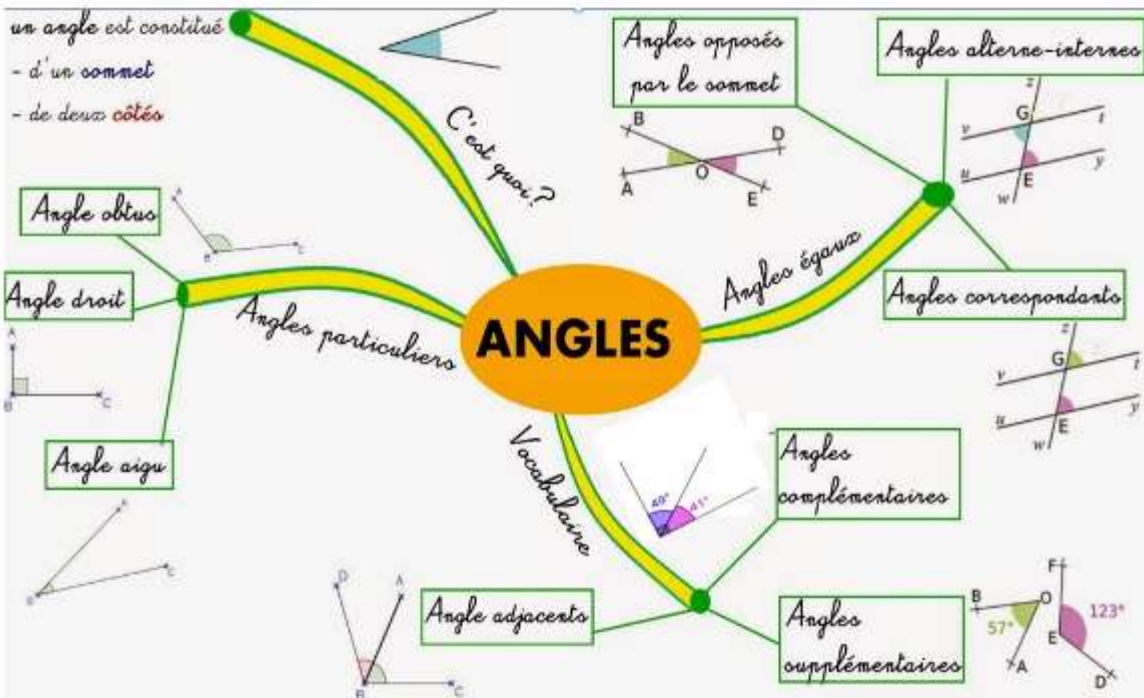 un angle est constitué
- d'un sommet
- de deux côtés
C'est quoi?
Angles opposés
par le sommet
Angles alterne-internes
B
D
A
O
E
z
G
t
v
u
E
y
w
Angles égaux
Angles correspondants
z
G
t
v
u
E
y
w
Angle obtus
A
B
C
Angle droit
A
B
C
Angles particuliers
Angle aigu
A
B
C
ANGLES
Vocabulaire
49°
41°
Angles
complémentaires
Angle adjacents
D
A
B
C
Angles
supplémentaires
B
O
57°
A
F
E
123°
D